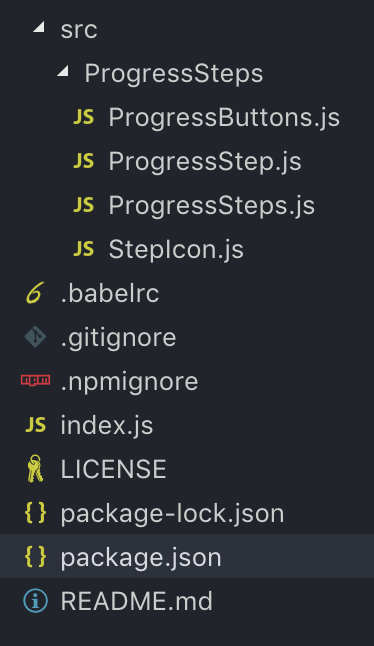 src
ProgressSteps
JS ProgressButtons.js
JS ProgressStep.js
JS ProgressSteps.js
JS StepIcon.js
6 .babelrc
.gitignore
npm .npmignore
JS index.js
LICENSE
{} package-lock.json
{} package.json
README.md